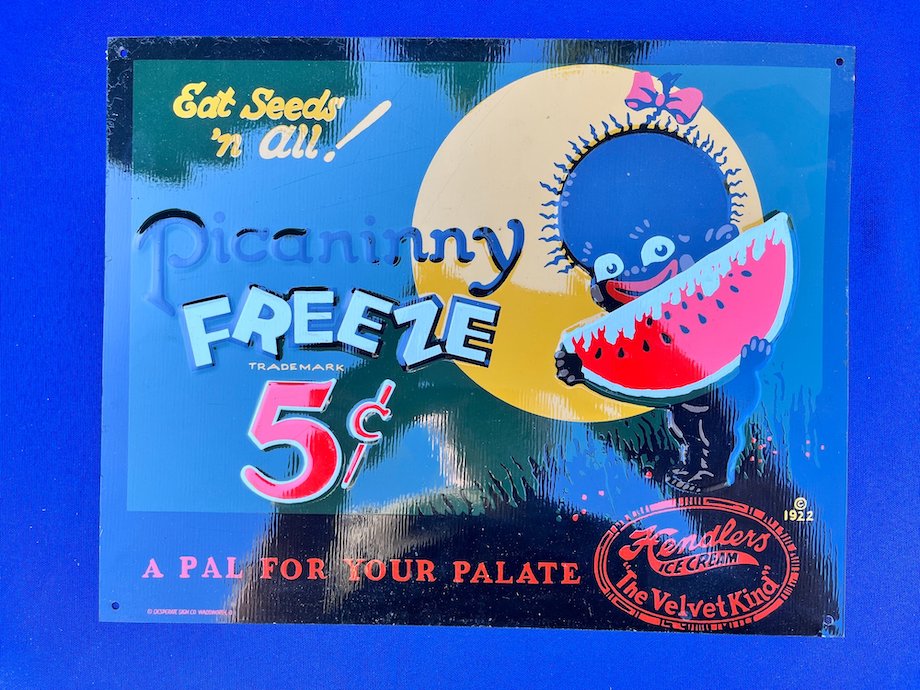 Eat Seeds
'n all!
Picaninny
FREEZE
TRADEMARK
5¢
A PAL FOR YOUR PALATE
Hendlers
ICE CREAM
"The Velvet Kind"
©
1922